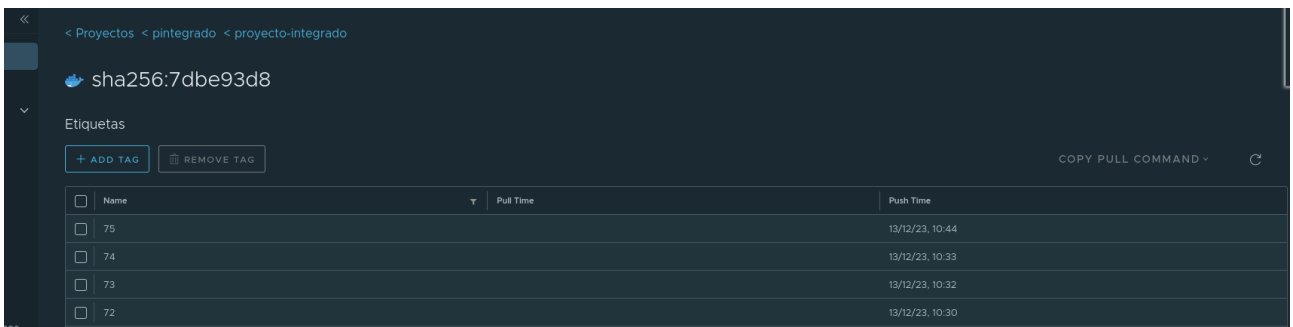 < Proyectos < pintegrado < proyecto-integrado
sha256:7dbe93d8
Etiquetas
+ ADD TAG REMOVE TAG COPY PULL COMMAND
Name Pull Time Push Time
75 13/12/23, 10:44
74 13/12/23, 10:33
73 13/12/23, 10:32
72 13/12/23, 10:30